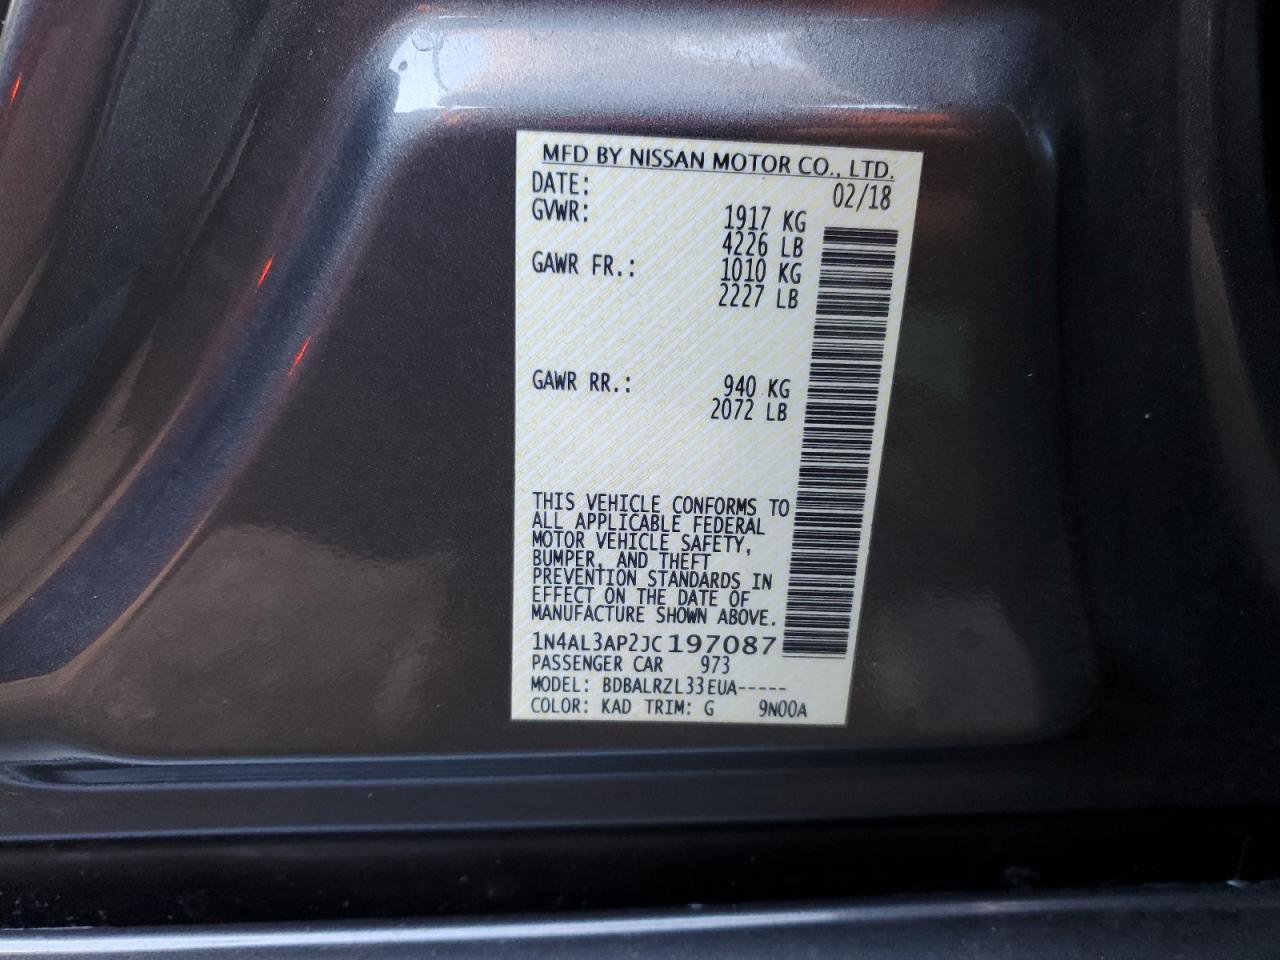 MFD BY NISSAN MOTOR CO., LTD.
DATE: 02/18
GVWR: 1917 KG
4226 LB
GAWR FR.: 1010 KG
2227 LB
GAWR RR.: 940 KG
2072 LB
THIS VEHICLE CONFORMS TO
ALL APPLICABLE FEDERAL
MOTOR VEHICLE SAFETY,
BUMPER, AND THEFT
PREVENTION STANDARDS IN
EFFECT ON THE DATE OF
MANUFACTURE SHOWN ABOVE.
1N4AL3AP2JC197087
PASSENGER CAR 973
MODEL: BDBALRZL33EUA-----
COLOR: KAD TRIM: G 9N00A